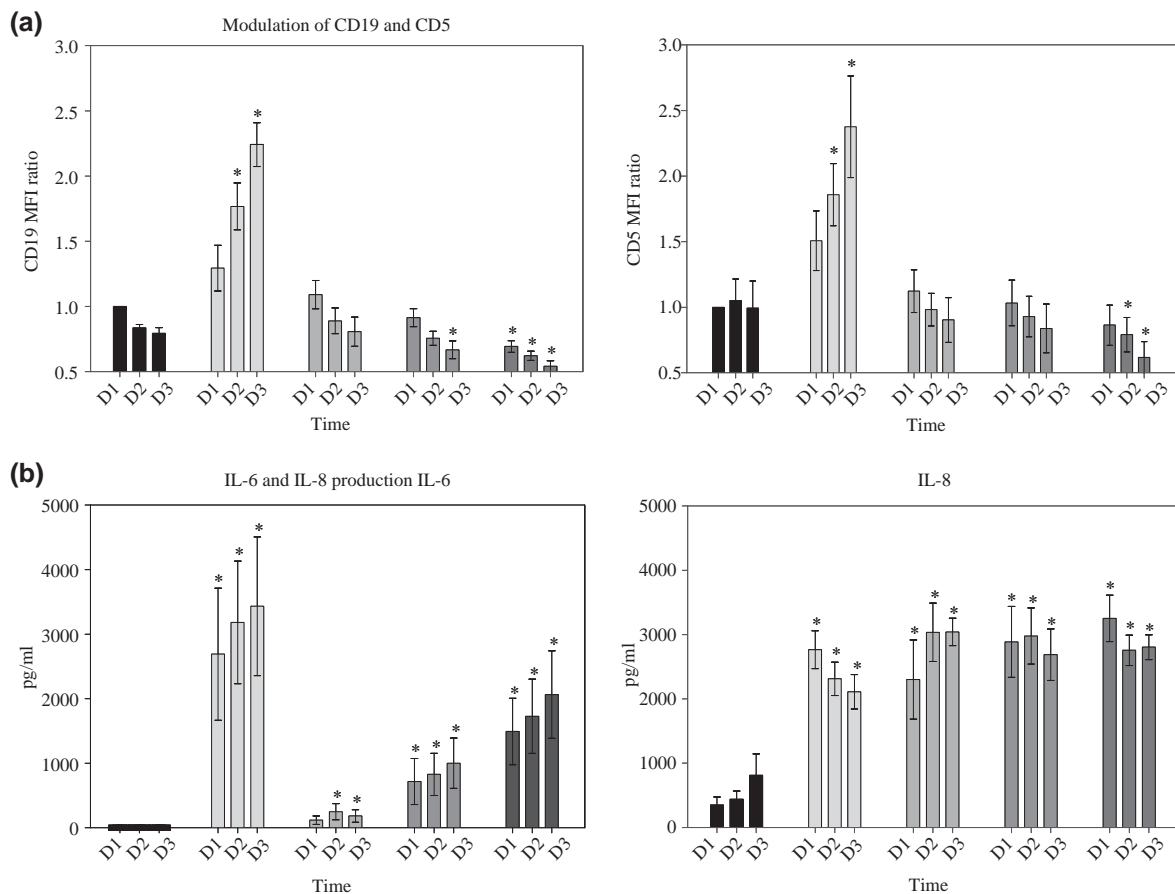 (a)
Modulation of CD19 and CD5
3.0
2.5
2.0
1.5
1.0
0.5
CD19 MFI ratio
* * * * * *
D1 D2 D3 D1 D2 D3 D1 D2 D3 D1 D2 D3 D1 D2 D3
Time
3.0
2.5
2.0
1.5
1.0
0.5
CD5 MFI ratio
* * * *
D1 D2 D3 D1 D2 D3 D1 D2 D3 D1 D2 D3 D1 D2 D3
Time
(b)
IL-6 and IL-8 production IL-6
5000
4000
3000
2000
1000
0
pg/ml
* * * * * * * * * * *
D1 D2 D3 D1 D2 D3 D1 D2 D3 D1 D2 D3 D1 D2 D3
Time
IL-8
5000
4000
3000
2000
1000
0
pg/ml
* * * * * * * * * * * *
D1 D2 D3 D1 D2 D3 D1 D2 D3 D1 D2 D3 D1 D2 D3
Time